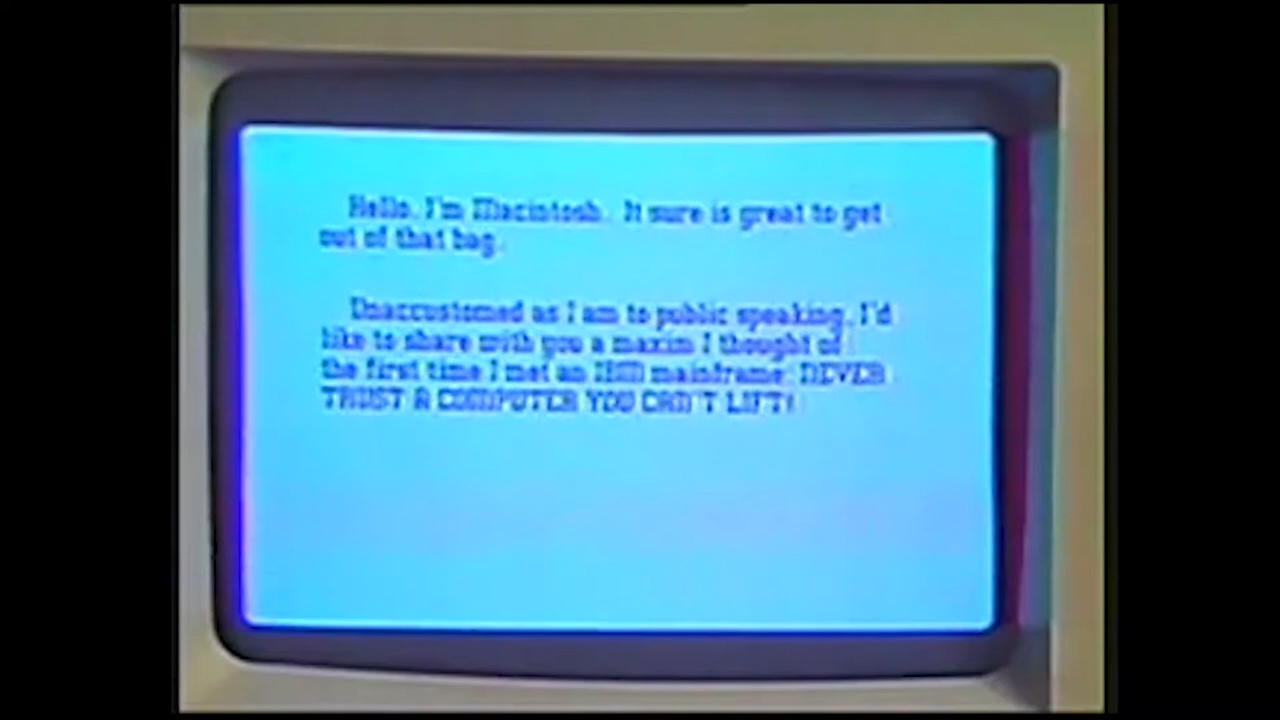 Hello, I'm Macintosh. It sure is great to get
out of that bag.
Unaccustomed as I am to public speaking, I'd
like to share with you a maxim I thought of
the first time I met an IBM mainframe: NEVER
TRUST A COMPUTER YOU CAN'T LIFT!